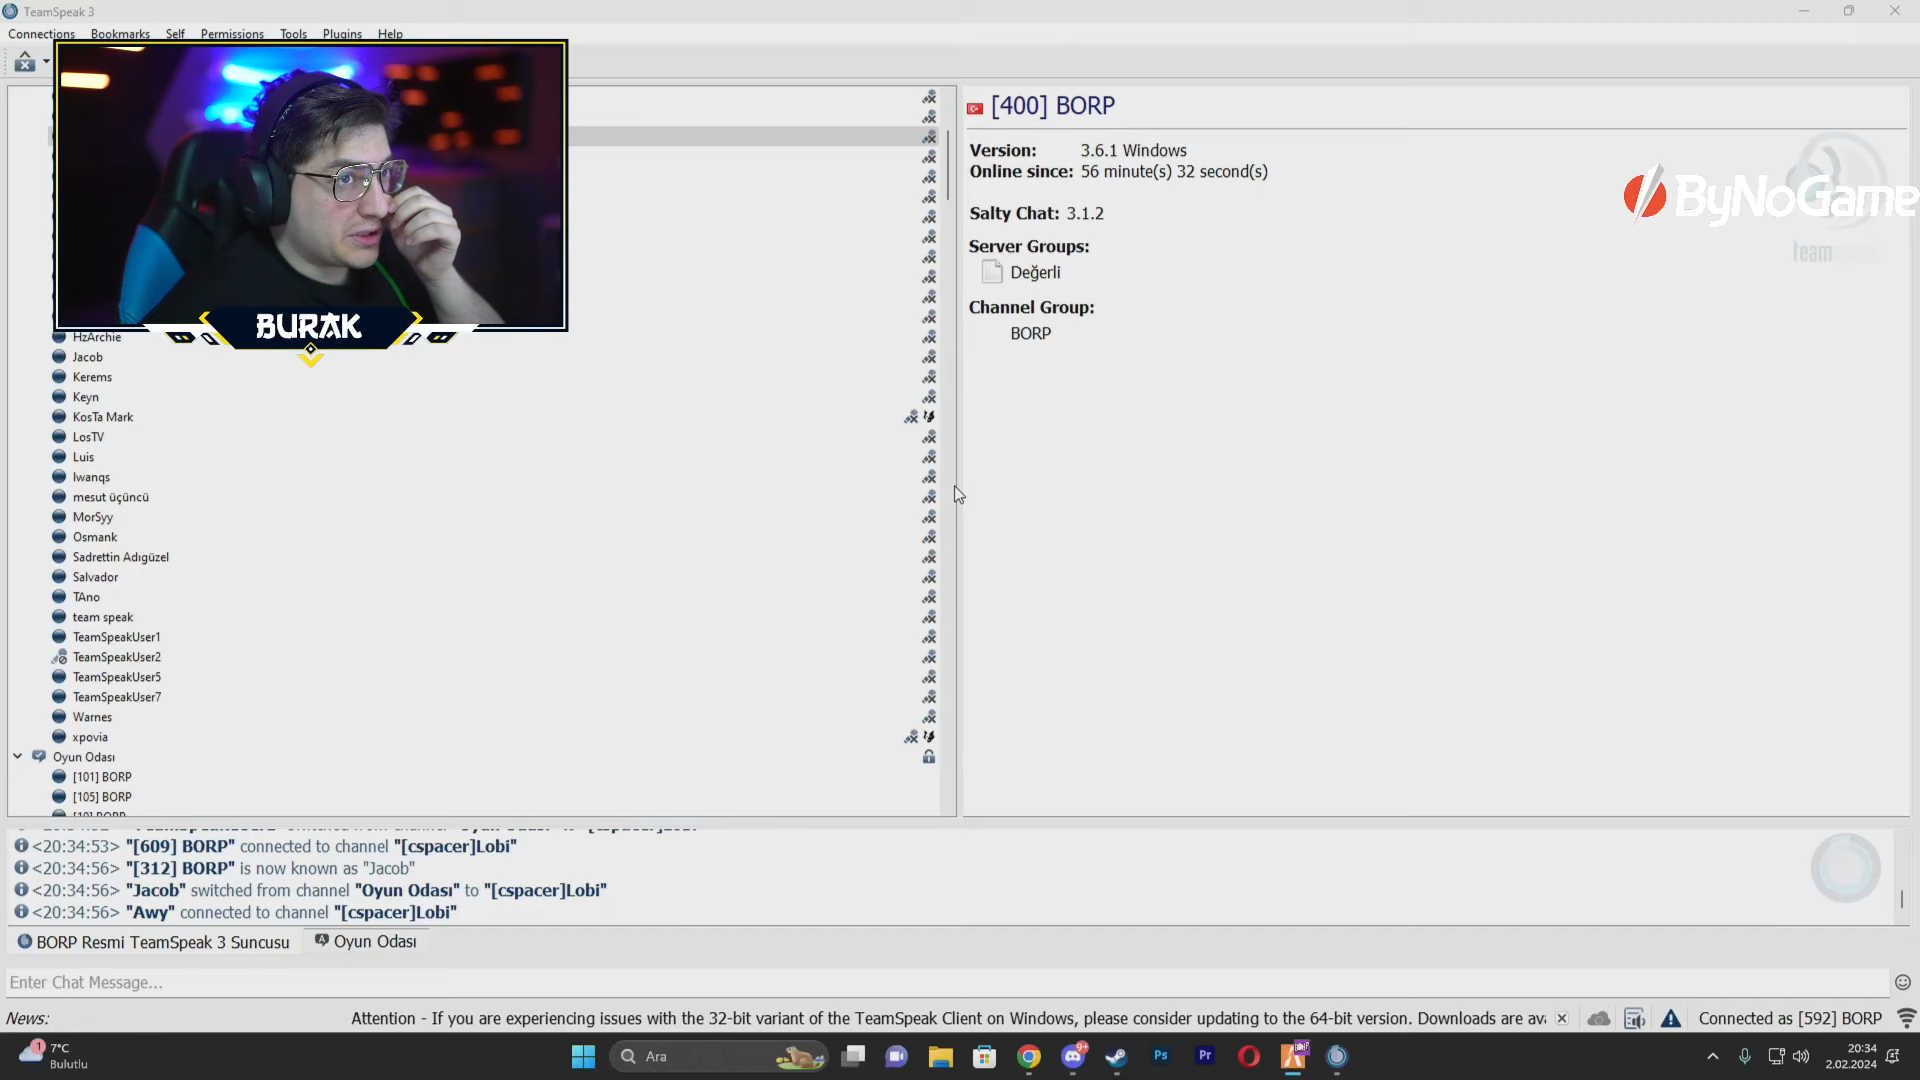 TeamSpeak 3
Connections Bookmarks Self Permissions Tools Plugins Help
BURAK
HzArchie
Jacob
Kerems
Keyn
KosTa Mark
LosTV
Luis
lwanqs
mesut üçüncü
MorSyy
Osmank
Sadrettin Adıgüzel
Salvador
TAno
team speak
TeamSpeakUser1
TeamSpeakUser2
TeamSpeakUser5
TeamSpeakUser7
Warnes
xpovia
Oyun Odası
[101] BORP
[105] BORP
[400] BORP
Version: 3.6.1 Windows
Online since: 56 minute(s) 32 second(s)
Salty Chat: 3.1.2
Server Groups:
Değerli
Channel Group:
BORP
ByNoGame
<20:34:53> "[609] BORP" connected to channel "[cspacer]Lobi"
<20:34:56> "[312] BORP" is now known as "Jacob"
<20:34:56> "Jacob" switched from channel "Oyun Odası" to "[cspacer]Lobi"
<20:34:56> "Awy" connected to channel "[cspacer]Lobi"
BORP Resmi TeamSpeak 3 Suncusu Oyun Odası
Enter Chat Message...
News: Attention - If you are experiencing issues with the 32-bit variant of the TeamSpeak Client on Windows, please consider updating to the 64-bit version. Downloads are ava Connected as [592] BORP
1 7°C
Bulutlu
Ara
9+
Ps
Pr
20:34
2.02.2024